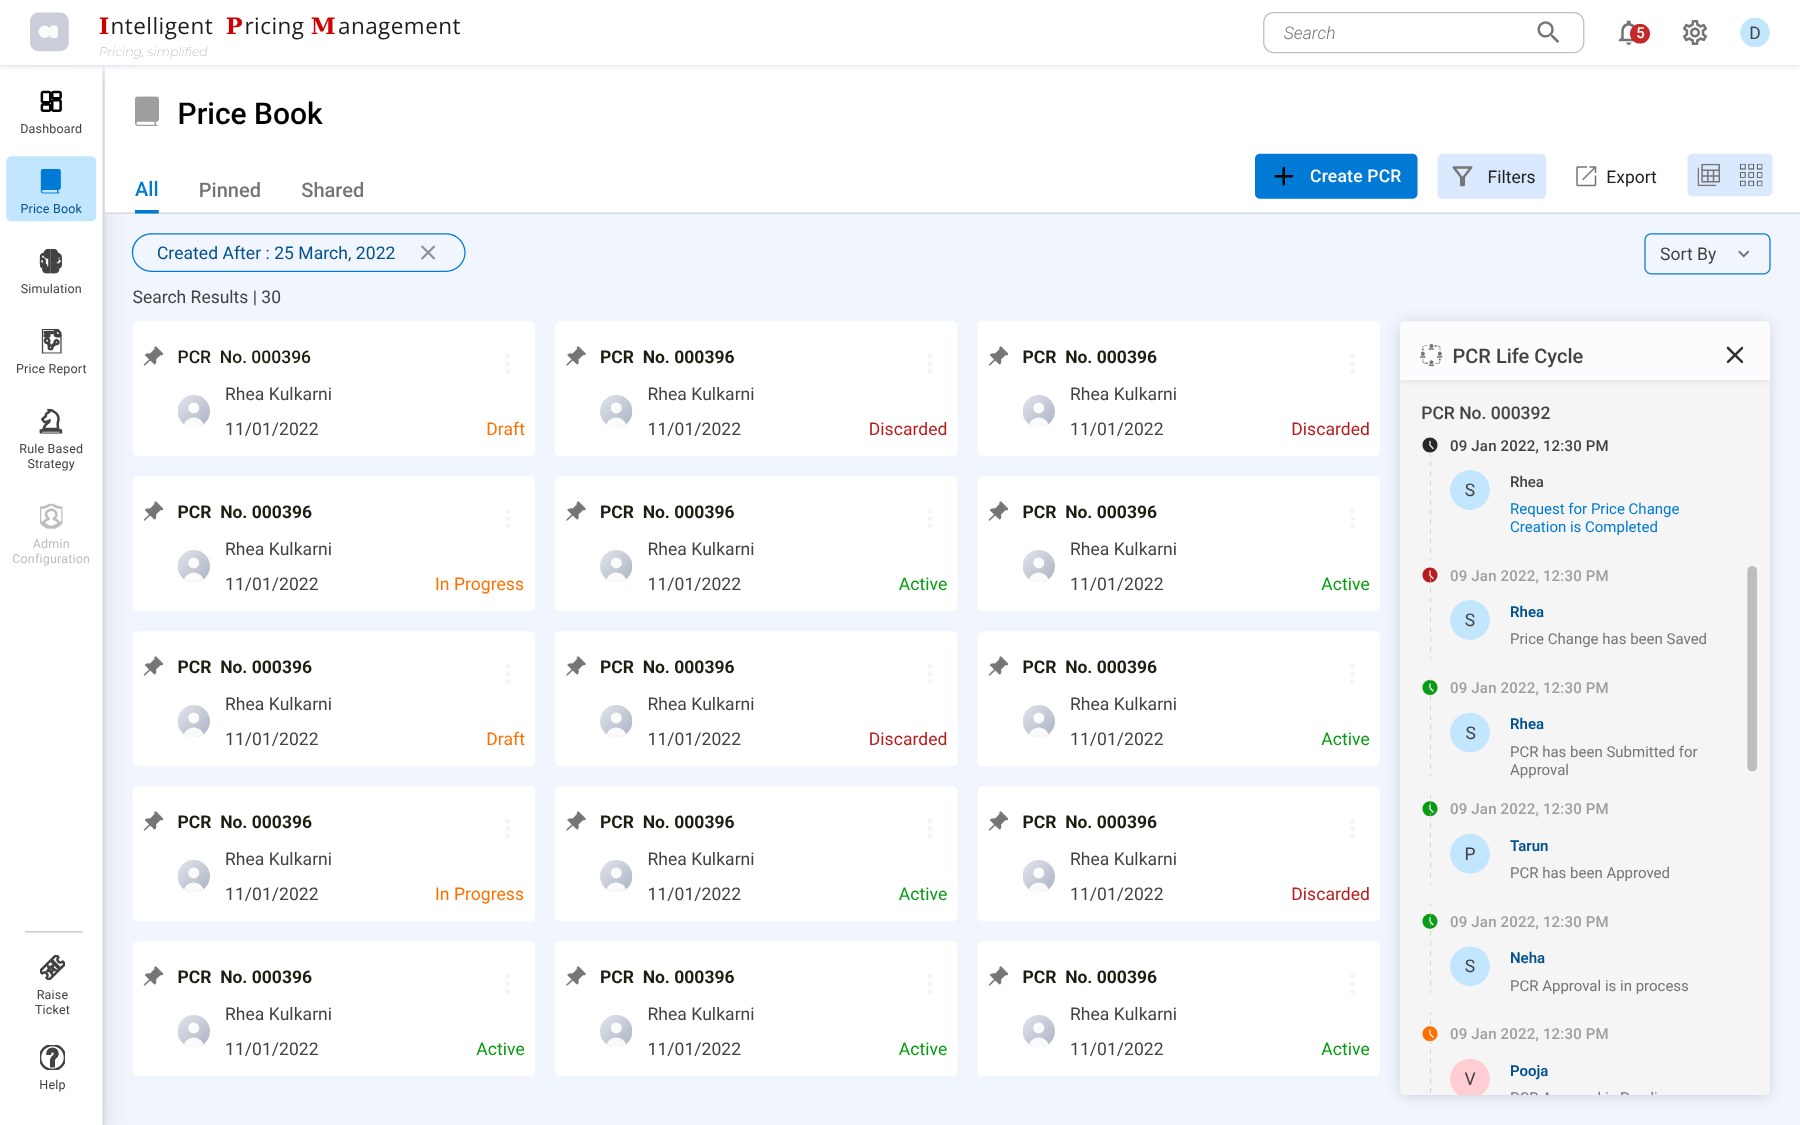 Intelligent Pricing Management
Pricing, simplified
Search
5
D
Dashboard
Price Book
Simulation
Price Report
Rule Based
Strategy
Admin
Configuration
Raise
Ticket
Help
Price Book
All
Pinned
Shared
Create PCR
Filters
Export
Created After : 25 March, 2022
Sort By
Search Results | 30
PCR No. 000396
Rhea Kulkarni
11/01/2022
Draft
PCR No. 000396
Rhea Kulkarni
11/01/2022
Discarded
PCR No. 000396
Rhea Kulkarni
11/01/2022
Discarded
PCR No. 000396
Rhea Kulkarni
11/01/2022
In Progress
PCR No. 000396
Rhea Kulkarni
11/01/2022
Active
PCR No. 000396
Rhea Kulkarni
11/01/2022
Active
PCR No. 000396
Rhea Kulkarni
11/01/2022
Draft
PCR No. 000396
Rhea Kulkarni
11/01/2022
Discarded
PCR No. 000396
Rhea Kulkarni
11/01/2022
Active
PCR No. 000396
Rhea Kulkarni
11/01/2022
In Progress
PCR No. 000396
Rhea Kulkarni
11/01/2022
Active
PCR No. 000396
Rhea Kulkarni
11/01/2022
Discarded
PCR No. 000396
Rhea Kulkarni
11/01/2022
Active
PCR No. 000396
Rhea Kulkarni
11/01/2022
Active
PCR No. 000396
Rhea Kulkarni
11/01/2022
Active
PCR Life Cycle
PCR No. 000392
09 Jan 2022, 12:30 PM
S
Rhea
Request for Price Change
Creation is Completed
09 Jan 2022, 12:30 PM
S
Rhea
Price Change has been Saved
09 Jan 2022, 12:30 PM
S
Rhea
PCR has been Submitted for
Approval
09 Jan 2022, 12:30 PM
P
Tarun
PCR has been Approved
09 Jan 2022, 12:30 PM
S
Neha
PCR Approval is in process
09 Jan 2022, 12:30 PM
V
Pooja